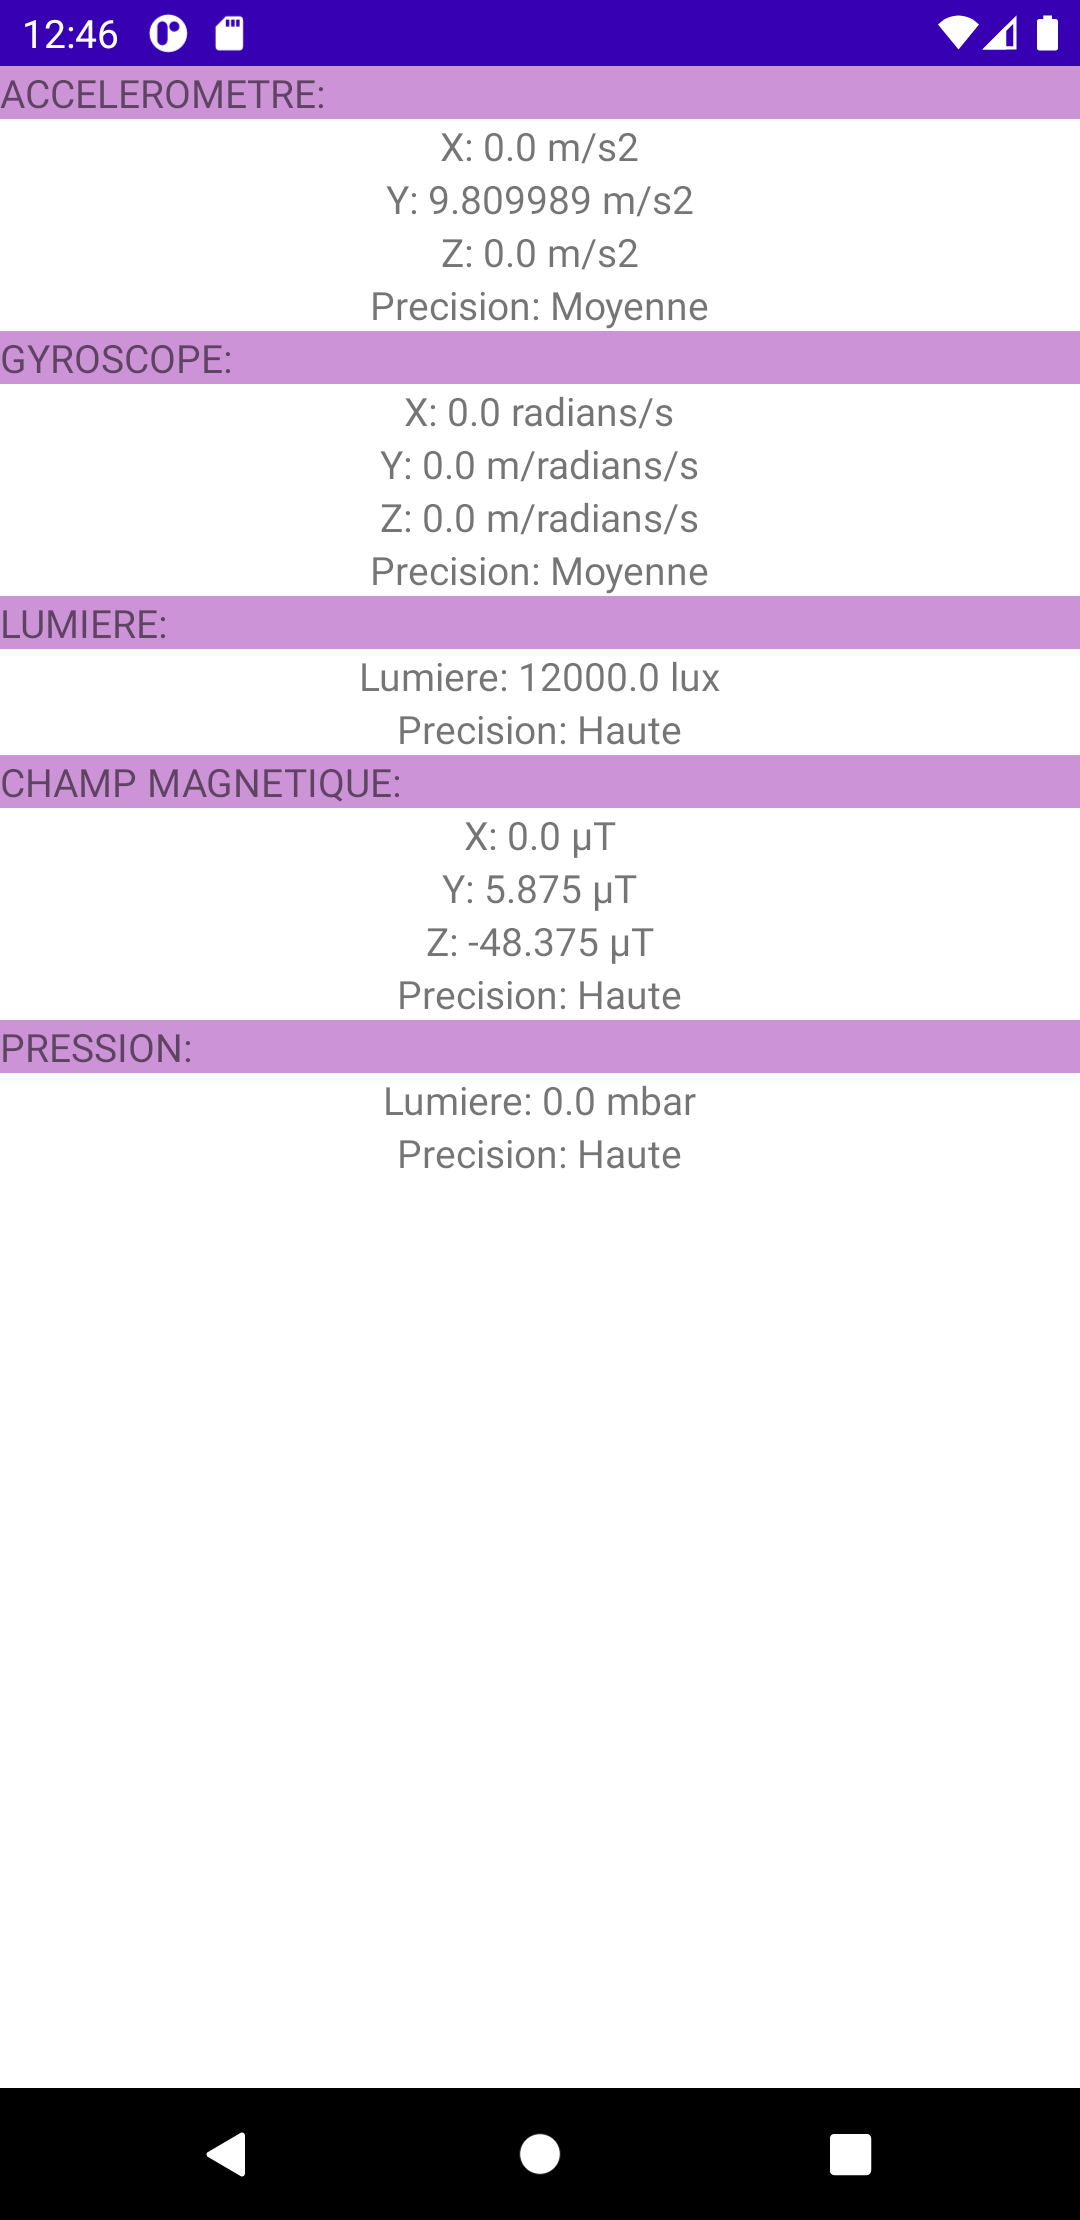 12:46
ACCELEROMETRE:
X: 0.0 m/s2
Y: 9.809989 m/s2
Z: 0.0 m/s2
Precision: Moyenne
GYROSCOPE:
X: 0.0 radians/s
Y: 0.0 m/radians/s
Z: 0.0 m/radians/s
Precision: Moyenne
LUMIERE:
Lumiere: 12000.0 lux
Precision: Haute
CHAMP MAGNETIQUE:
X: 0.0 µT
Y: 5.875 µT
Z: -48.375 µT
Precision: Haute
PRESSION:
Lumiere: 0.0 mbar
Precision: Haute